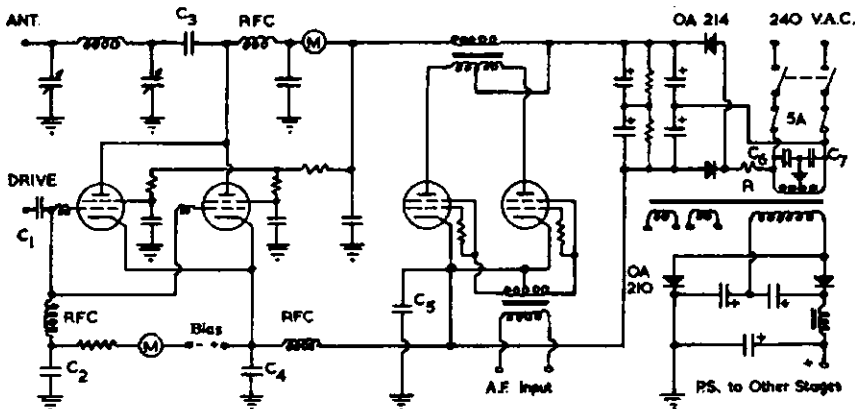 ANT.
C3
RFC
M
OA 214
240 V.A.C.
5A
C6
C7
R
DRIVE
C1
OA
210
C5
RFC
Bias
RFC
M
C2
C4
A.F. Input
P.S. to Other Stages